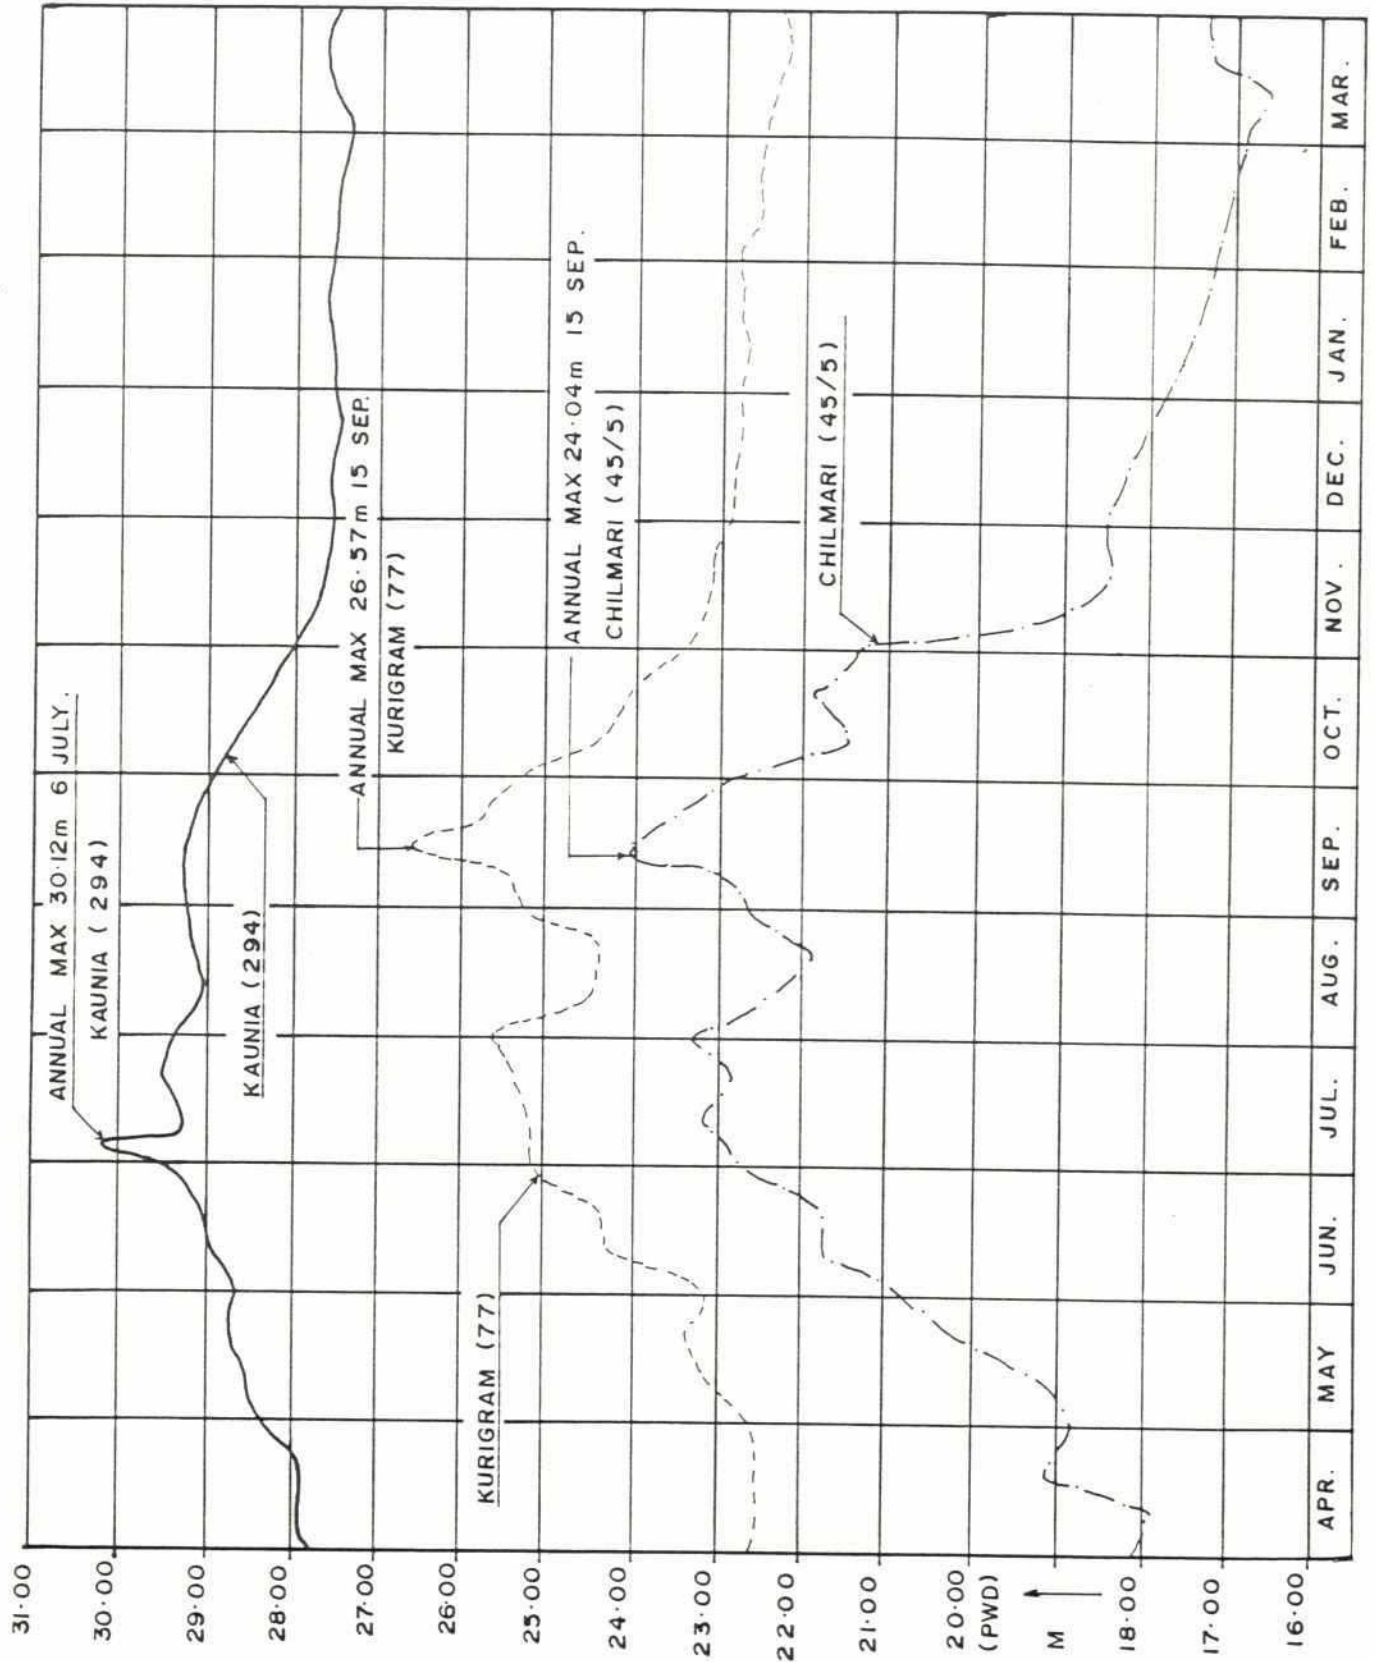 31·00
30·00
29·00
28·00
27·00
26·00
25·00
24·00
23·00
22·00
21·00
20·00
(PWD)
M
18·00
17·00
16·00
APR. MAY JUN. JUL. AUG. SEP. OCT. NOV. DEC. JAN. FEB. MAR.
ANNUAL MAX 30·12m 6 JULY.
KAUNIA (294)
KAUNIA (294)
ANNUAL MAX 26·57m 15 SEP.
KURIGRAM (77)
KURIGRAM (77)
ANNUAL MAX 24·04m 15 SEP.
CHILMARI (45/5)
CHILMARI (45/5)